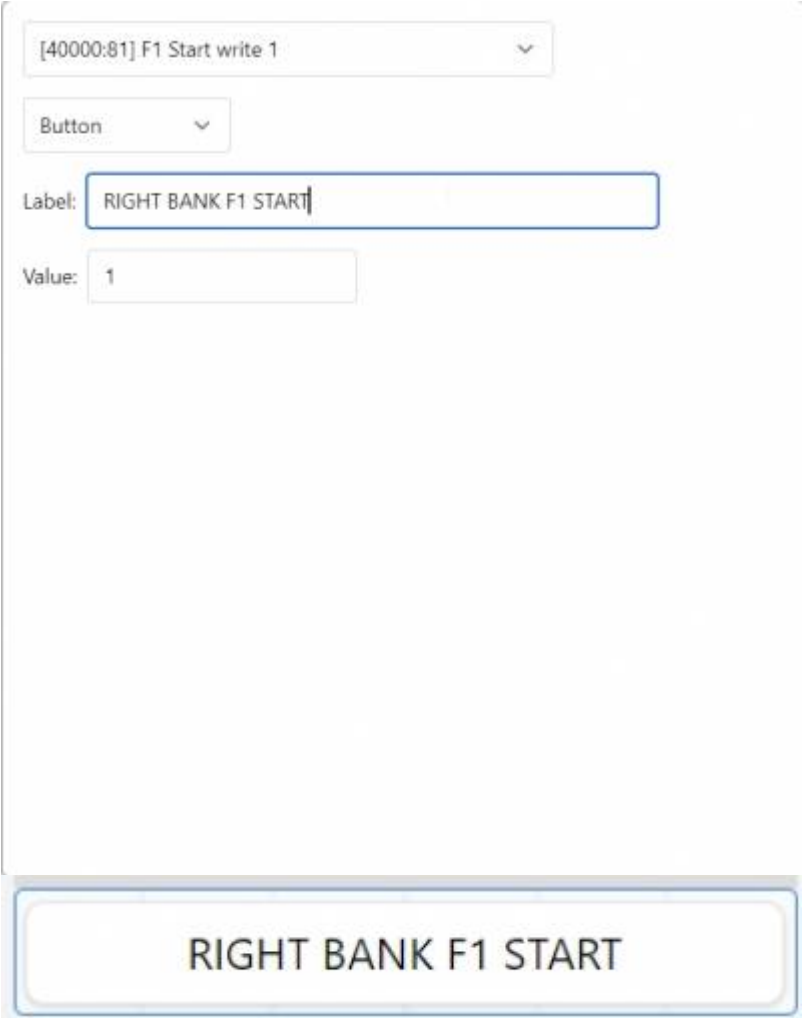 [40000:81] F1 Start write 1
Button
Label: RIGHT BANK F1 START
Value: 1
RIGHT BANK F1 START